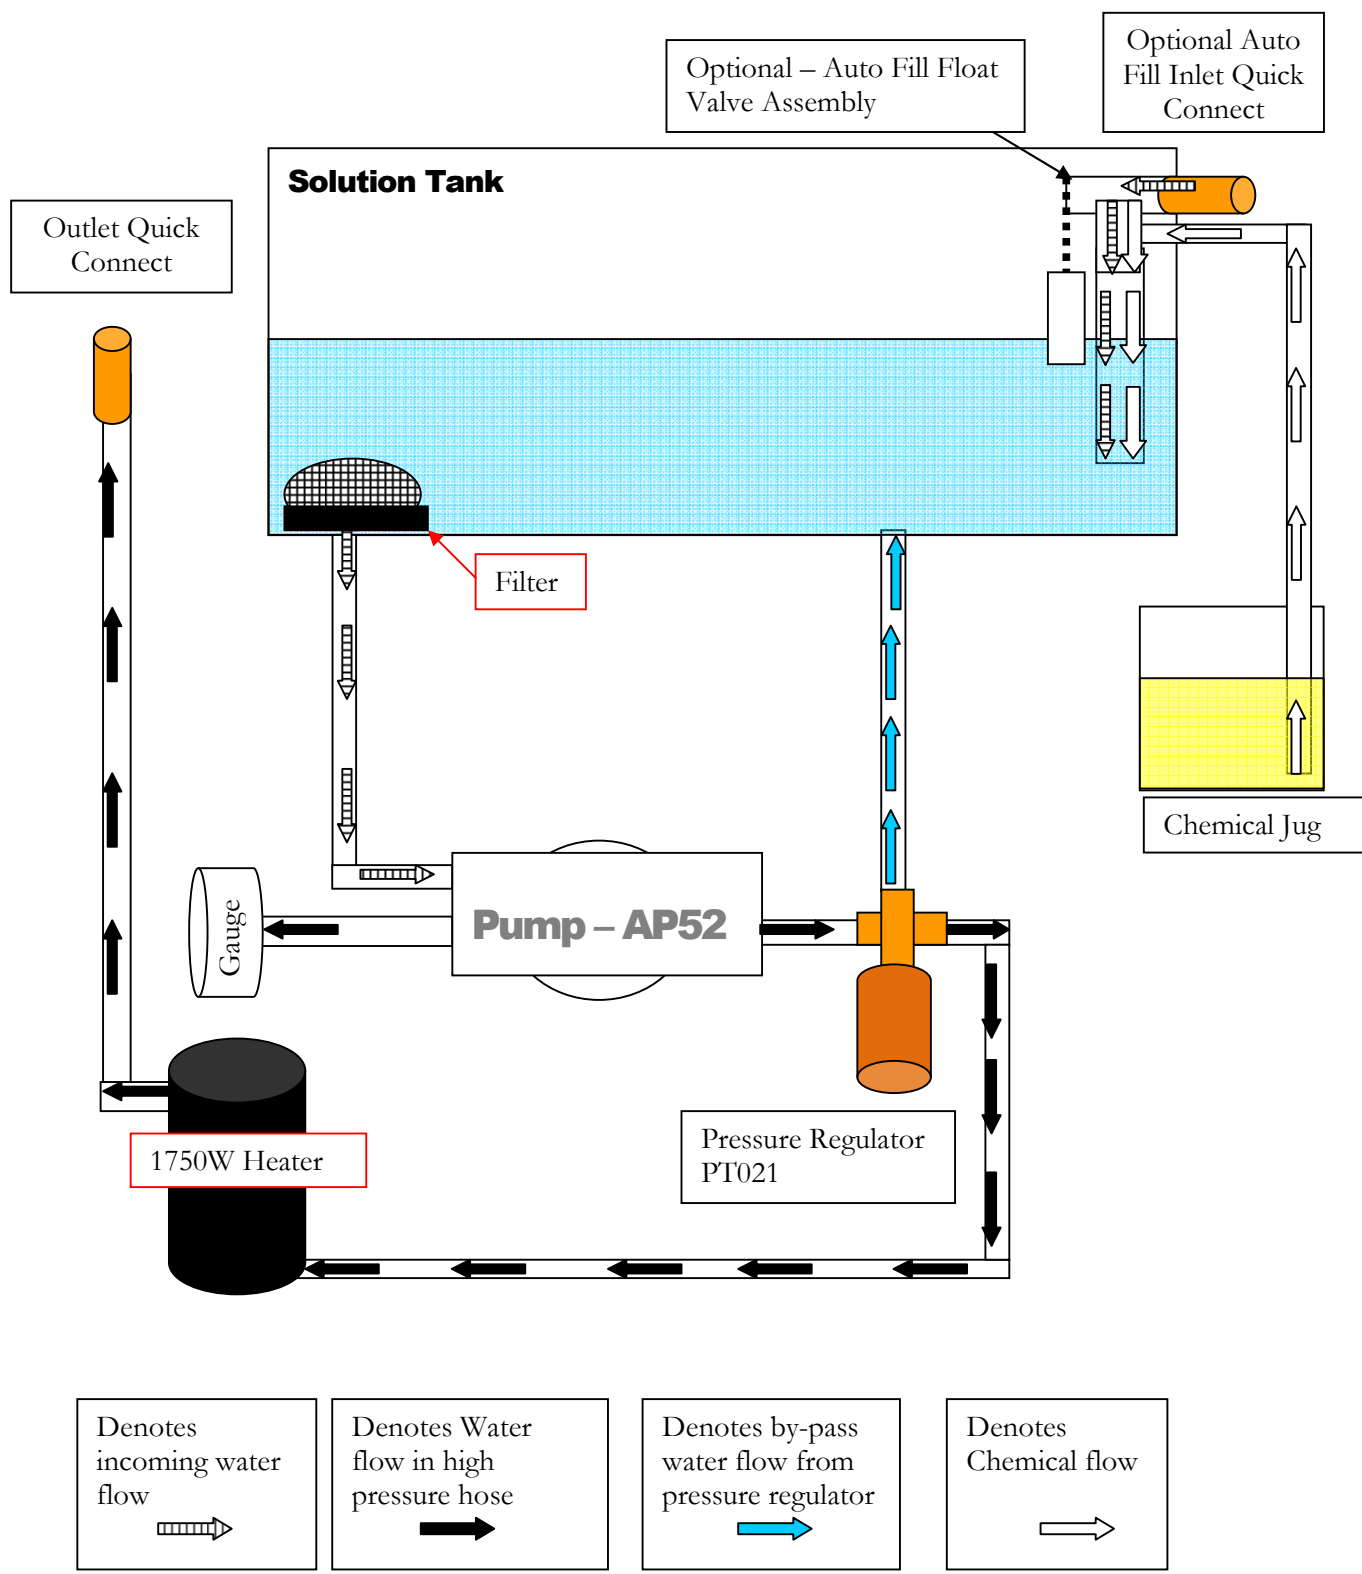 Optional – Auto Fill Float
Valve Assembly
Optional Auto
Fill Inlet Quick
Connect
Solution Tank
Outlet Quick
Connect
Filter
Chemical Jug
Gauge
Pump – AP52
Pressure Regulator
PT021
1750W Heater
Denotes
incoming water
flow
Denotes Water
flow in high
pressure hose
Denotes by-pass
water flow from
pressure regulator
Denotes
Chemical flow